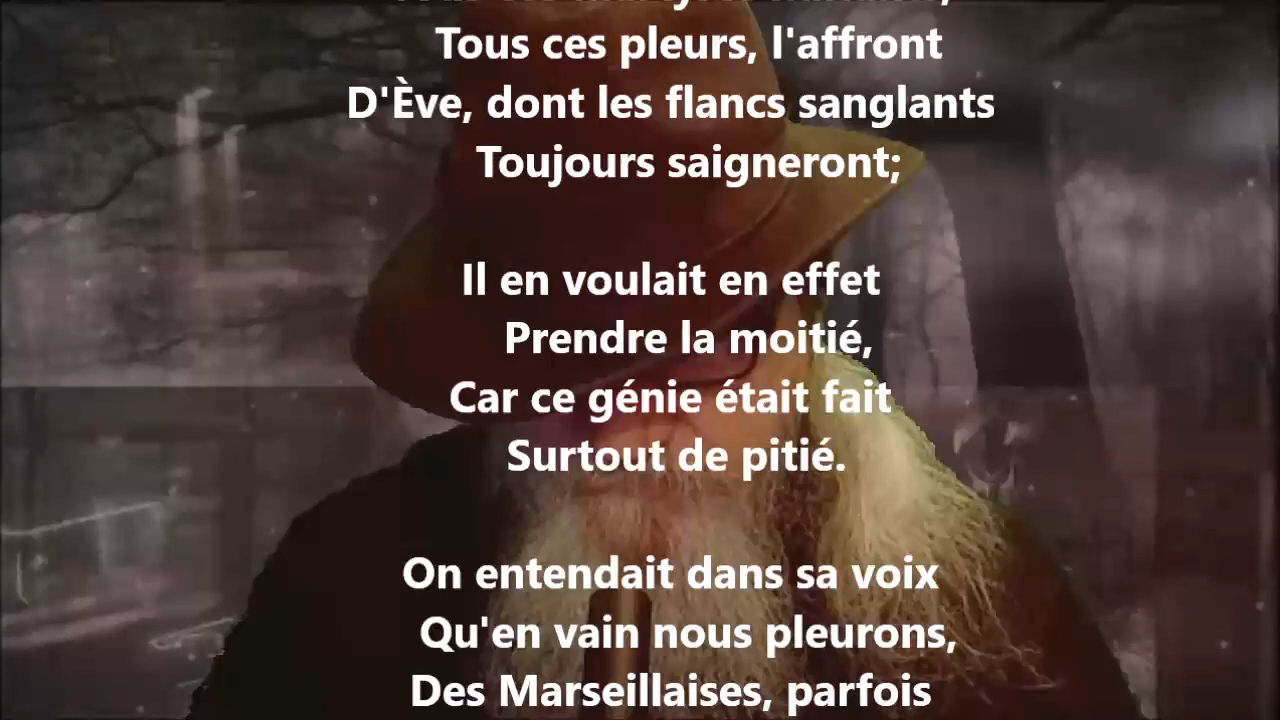 Tous ces pleurs, l'affront
D'Ève, dont les flancs sanglants
Toujours saigneront;
Il en voulait en effet
Prendre la moitié,
Car ce génie était fait
Surtout de pitié.
On entendait dans sa voix
Qu'en vain nous pleurons,
Des Marseillaises, parfois